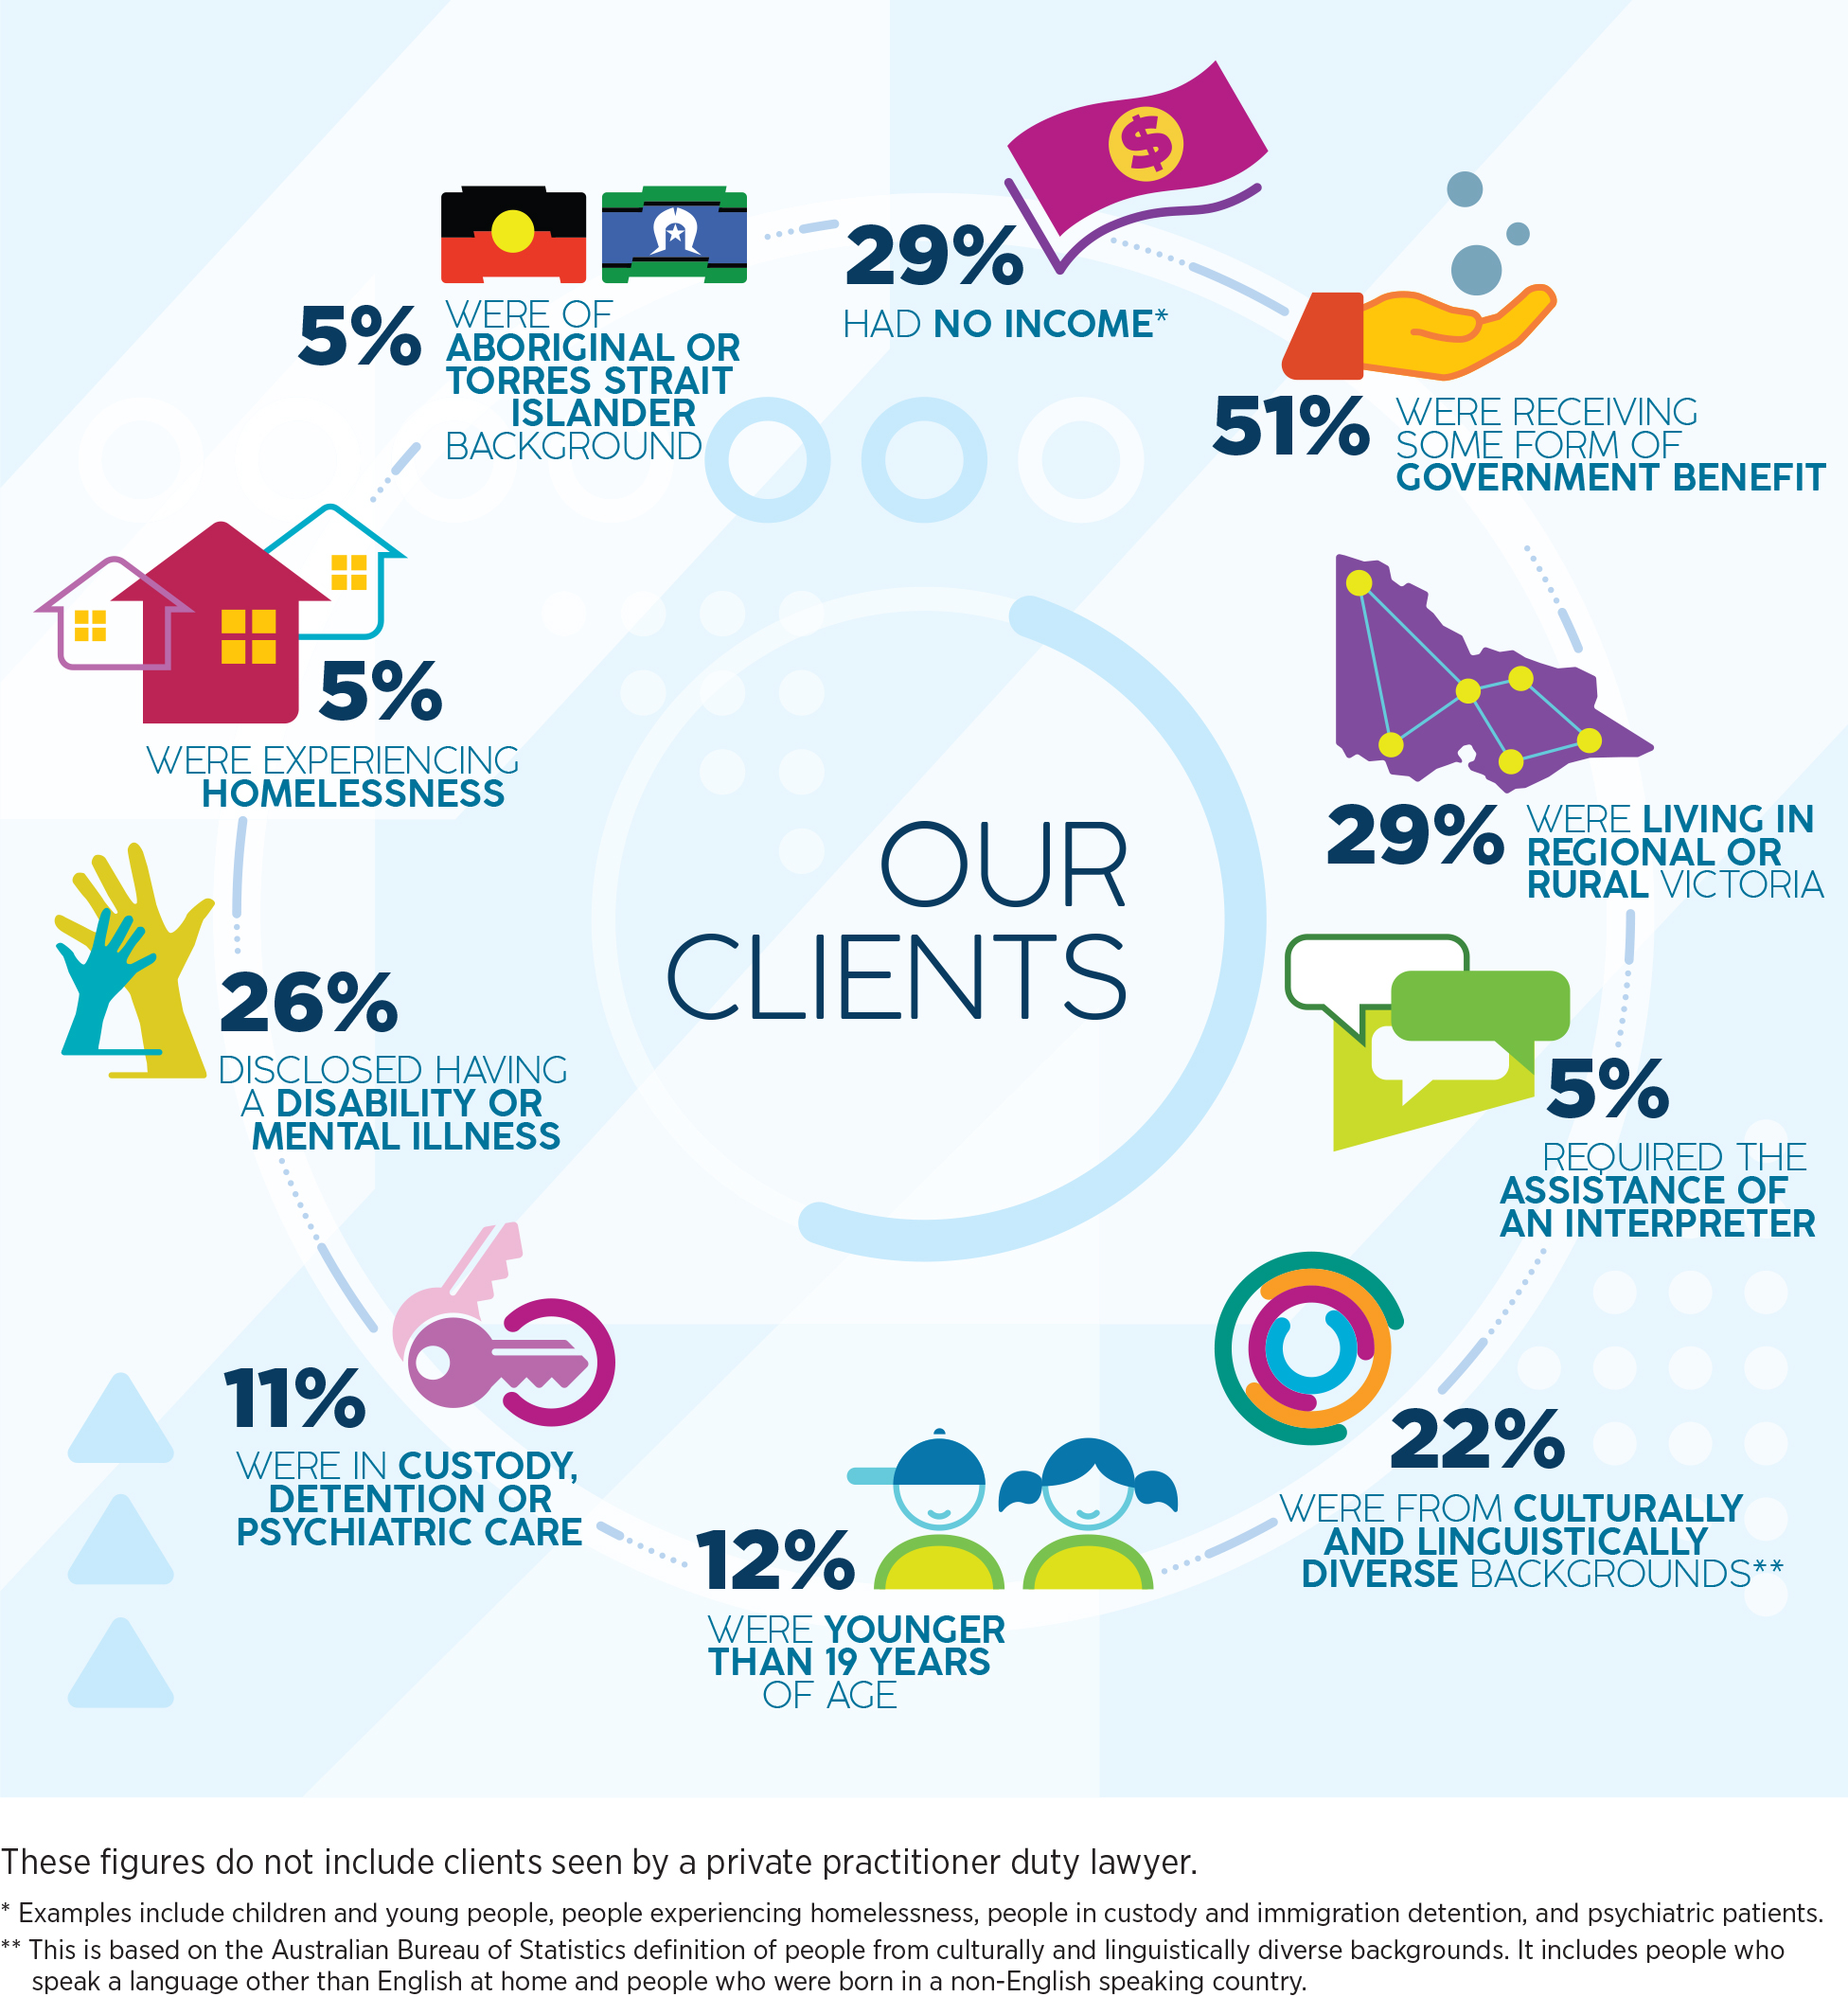 OUR
CLIENTS
29%
HAD NO INCOME*
51%
WERE RECEIVING
SOME FORM OF
GOVERNMENT BENEFIT
29%
WERE LIVING IN
REGIONAL OR
RURAL VICTORIA
5%
REQUIRED THE
ASSISTANCE OF
AN INTERPRETER
22%
WERE FROM CULTURALLY
AND LINGUISTICALLY
DIVERSE BACKGROUNDS**
12%
WERE YOUNGER
THAN 19 YEARS
OF AGE
11%
WERE IN CUSTODY,
DETENTION OR
PSYCHIATRIC CARE
26%
DISCLOSED HAVING
A DISABILITY OR
MENTAL ILLNESS
5%
WERE EXPERIENCING
HOMELESSNESS
5%
WERE OF
ABORIGINAL OR
TORRES STRAIT
ISLANDER
BACKGROUND
$
These figures do not include clients seen by a private practitioner duty lawyer.
* Examples include children and young people, people experiencing homelessness, people in custody and immigration detention, and psychiatric patients.
** This is based on the Australian Bureau of Statistics definition of people from culturally and linguistically diverse backgrounds. It includes people who
speak a language other than English at home and people who were born in a non-English speaking country.